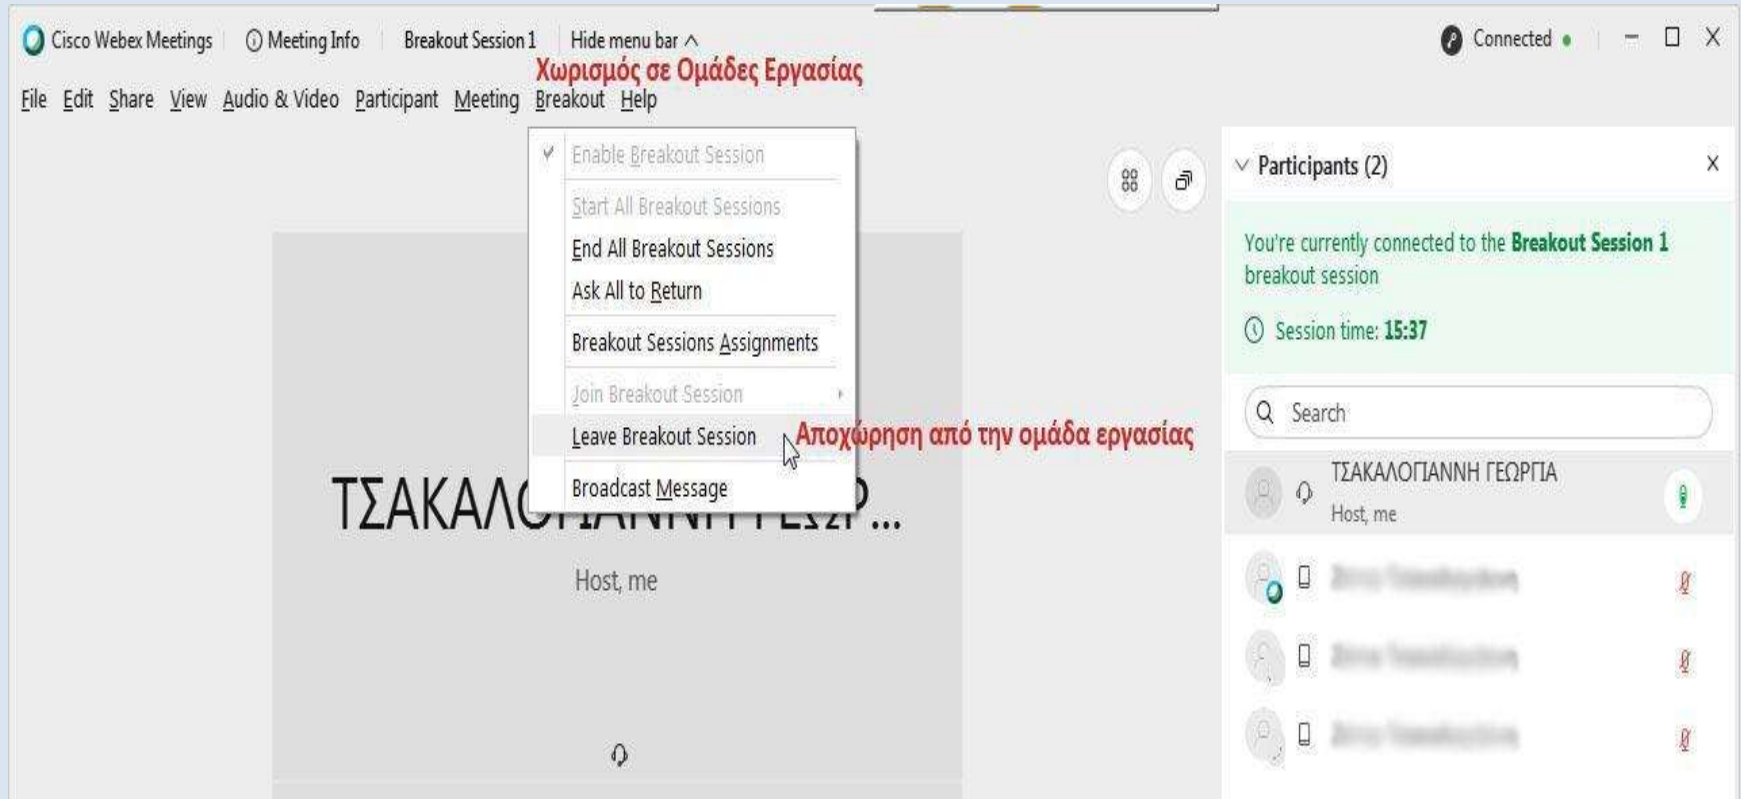 Cisco Webex Meetings Meeting Info Breakout Session 1 Hide menu bar Connected
Χωρισμός σε Ομάδες Εργασίας
File Edit Share View Audio & Video Participant Meeting Breakout Help
Enable Breakout Session
Start All Breakout Sessions
End All Breakout Sessions
Ask All to Return
Breakout Sessions Assignments
Join Breakout Session
Leave Breakout Session
Αποχώρηση από την ομάδα εργασίας
Broadcast Message
Host, me
Participants (2)
You're currently connected to the Breakout Session 1
breakout session
Session time: 15:37
Search
ΤΣΑΚΑΛΟΓΙΑΝΝΗ ΓΕΩΡΓΙΑ
Host, me